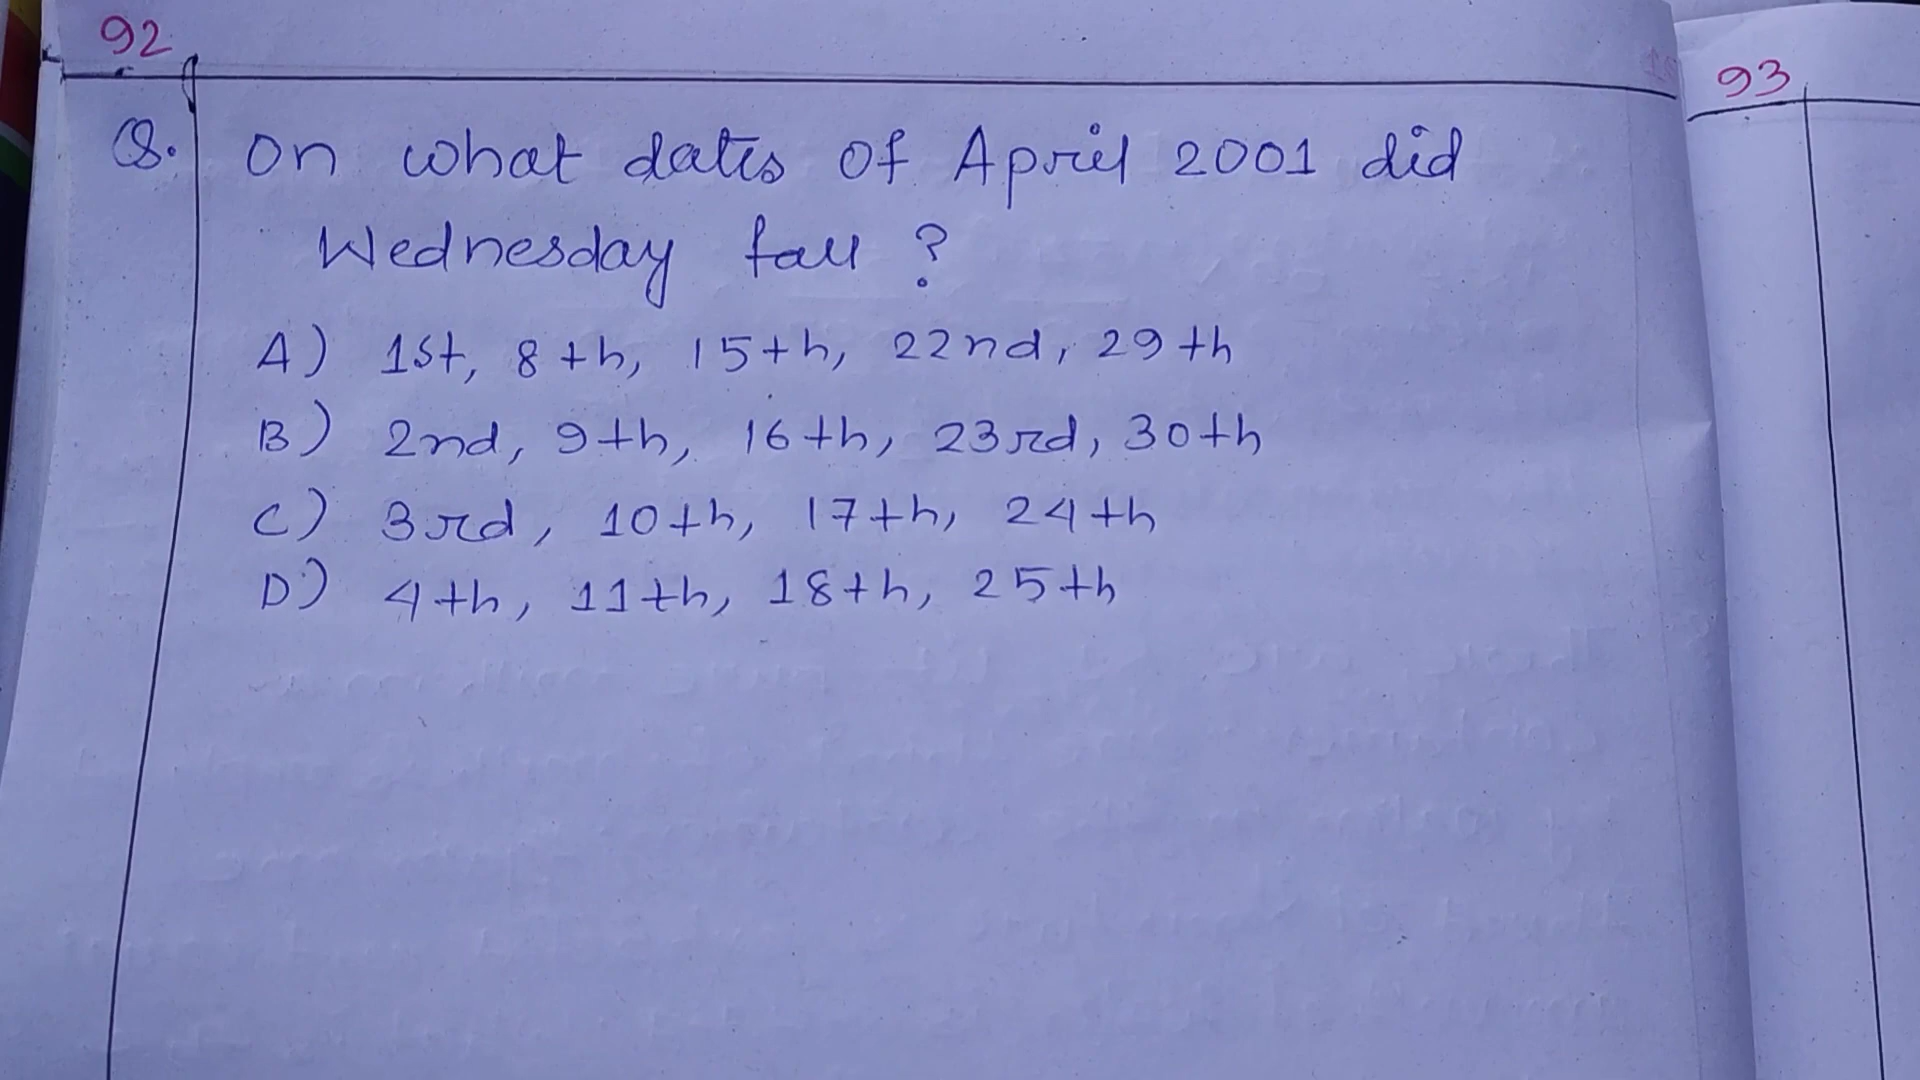 92
93
Q. On what dates of April 2001 did
Wednesday fall ?
A) 1st, 8th, 15th, 22nd, 29th
B) 2nd, 9th, 16th, 23rd, 30th
C) 3rd, 10th, 17th, 24th
D) 4th, 11th, 18th, 25th